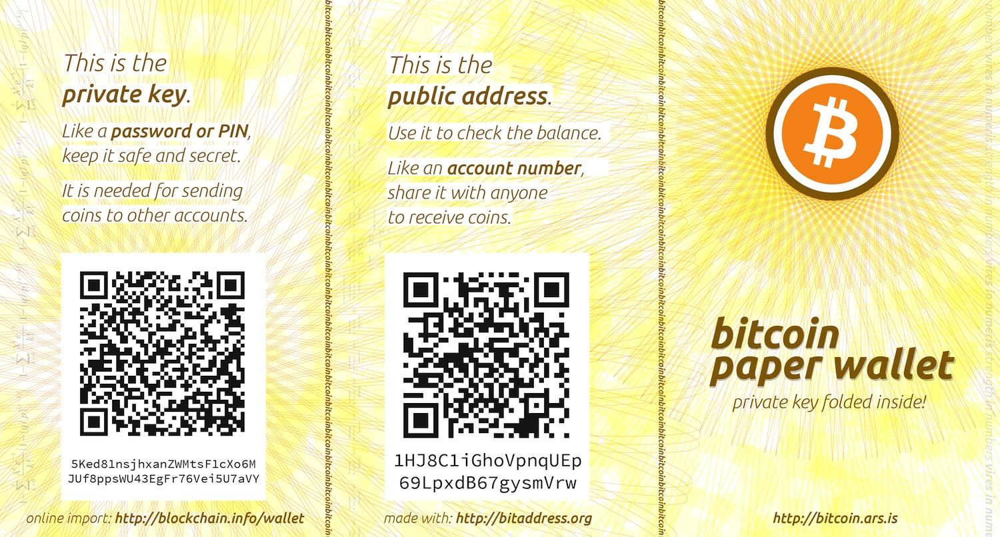 This is the
private key.
Like a password or PIN,
keep it safe and secret.
It is needed for sending
coins to other accounts.
5Ked81nsjhxanZWMtsFlcXo6M
JUf8ppsWU43EgFr76Vei5U7aVY
online import: http://blockchain.info/wallet
This is the
public address.
Use it to check the balance.
Like an account number,
share it with anyone
to receive coins.
1HJ8C1iGhoVpnqUEp
69LpxdB67gysmVrw
made with: http://bitaddress.org
bitcoin
paper wallet
private key folded inside!
http://bitcoin.ars.is